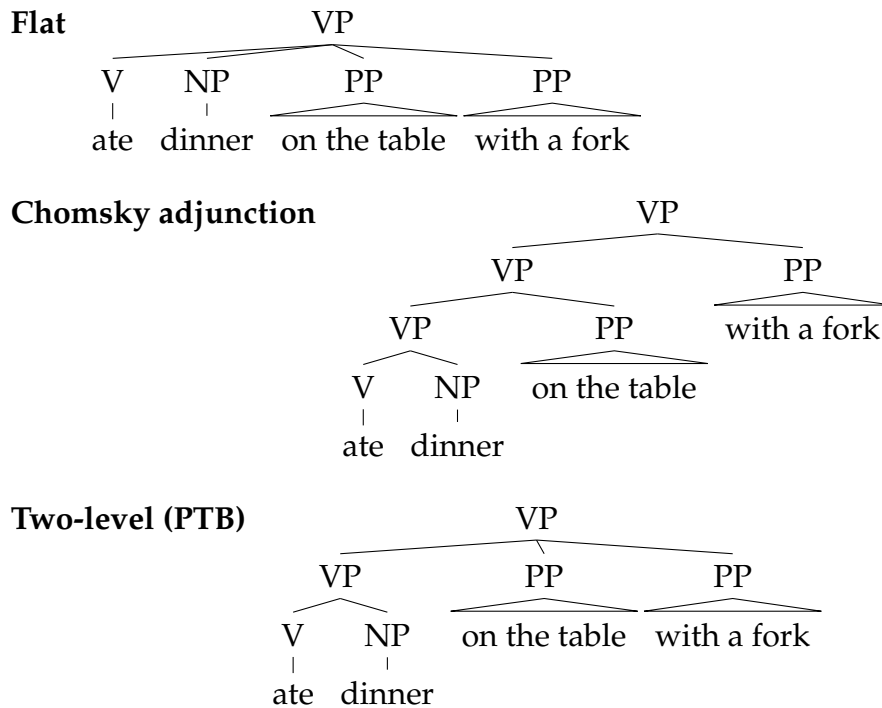 Flat VP
V NP PP PP
ate dinner on the table with a fork
Chomsky adjunction VP
VP PP
VP PP with a fork
V NP on the table
ate dinner
Two-level (PTB) VP
VP PP PP
V NP on the table with a fork
ate dinner